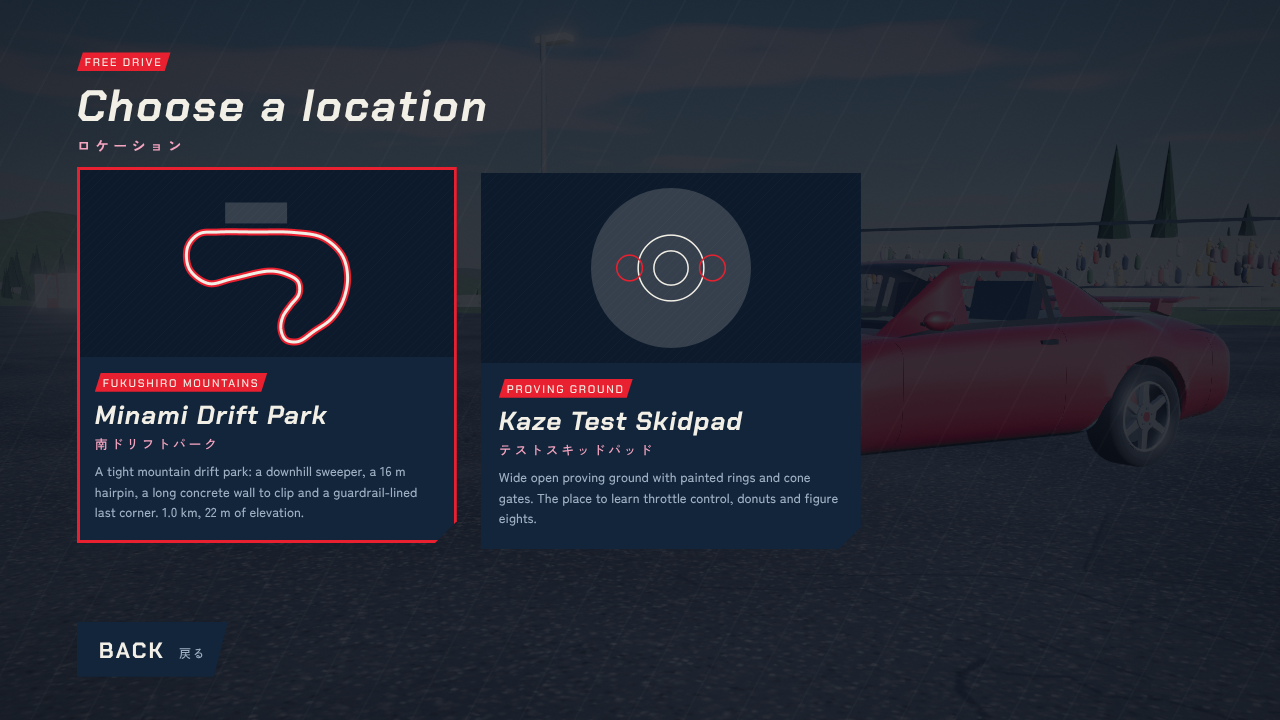 FREE DRIVE
Choose a location
ロケーション
FUKUSHIRO MOUNTAINS
Minami Drift Park
南ドリフトパーク
A tight mountain drift park: a downhill sweeper, a 16 m
hairpin, a long concrete wall to clip and a guardrail-lined
last corner. 1.0 km, 22 m of elevation.
PROVING GROUND
Kaze Test Skidpad
テストスキッドパッド
Wide open proving ground with painted rings and cone
gates. The place to learn throttle control, donuts and figure
eights.
BACK 戻る